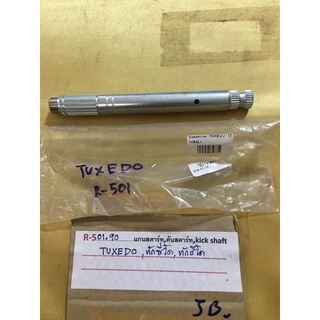 TUXEDO
R-501
R-501.90 แกนสตาร์ท,คันสตาร์ท,kick shaft
TUXEDO , ทักซิโด้ , ทักซีโด
JB.